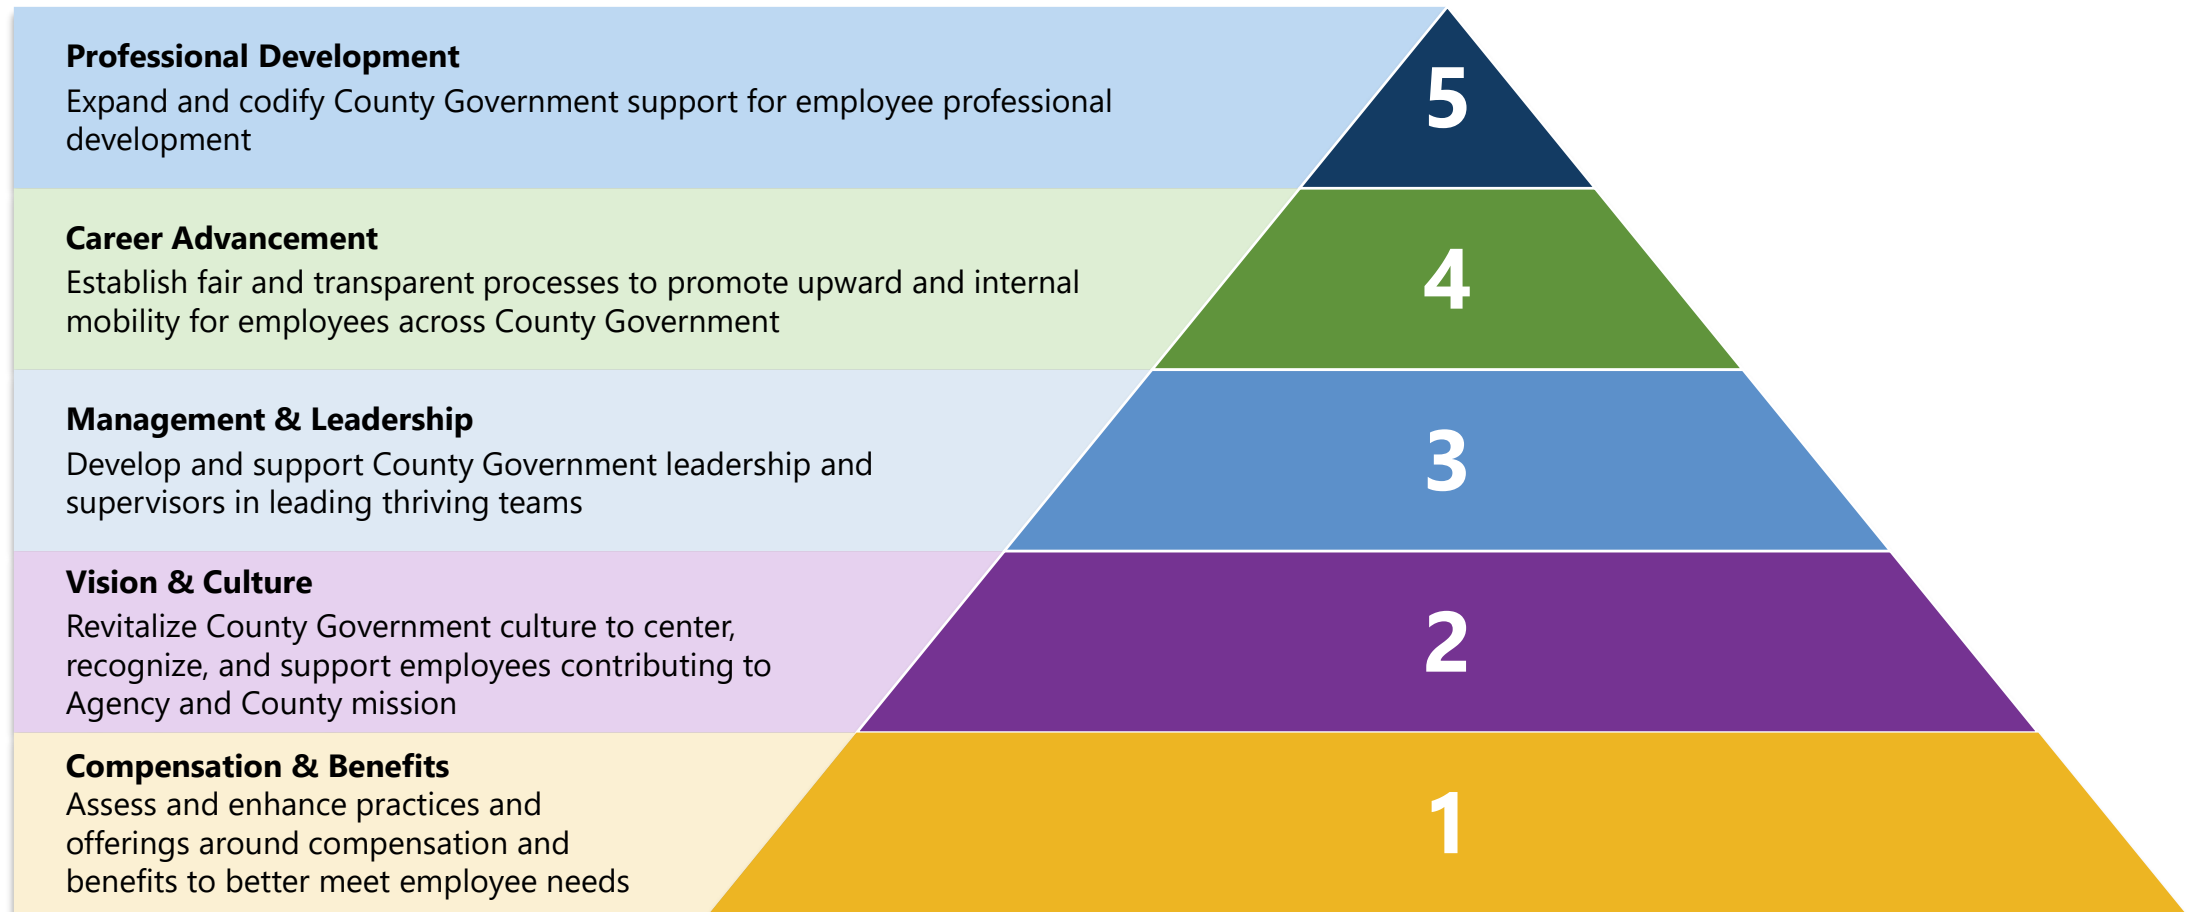 Professional Development
Expand and codify County Government support for employee professional
development
5
Career Advancement
Establish fair and transparent processes to promote upward and internal
mobility for employees across County Government
4
Management & Leadership
Develop and support County Government leadership and
supervisors in leading thriving teams
3
Vision & Culture
Revitalize County Government culture to center,
recognize, and support employees contributing to
Agency and County mission
2
Compensation & Benefits
Assess and enhance practices and
offerings around compensation and
benefits to better meet employee needs
1